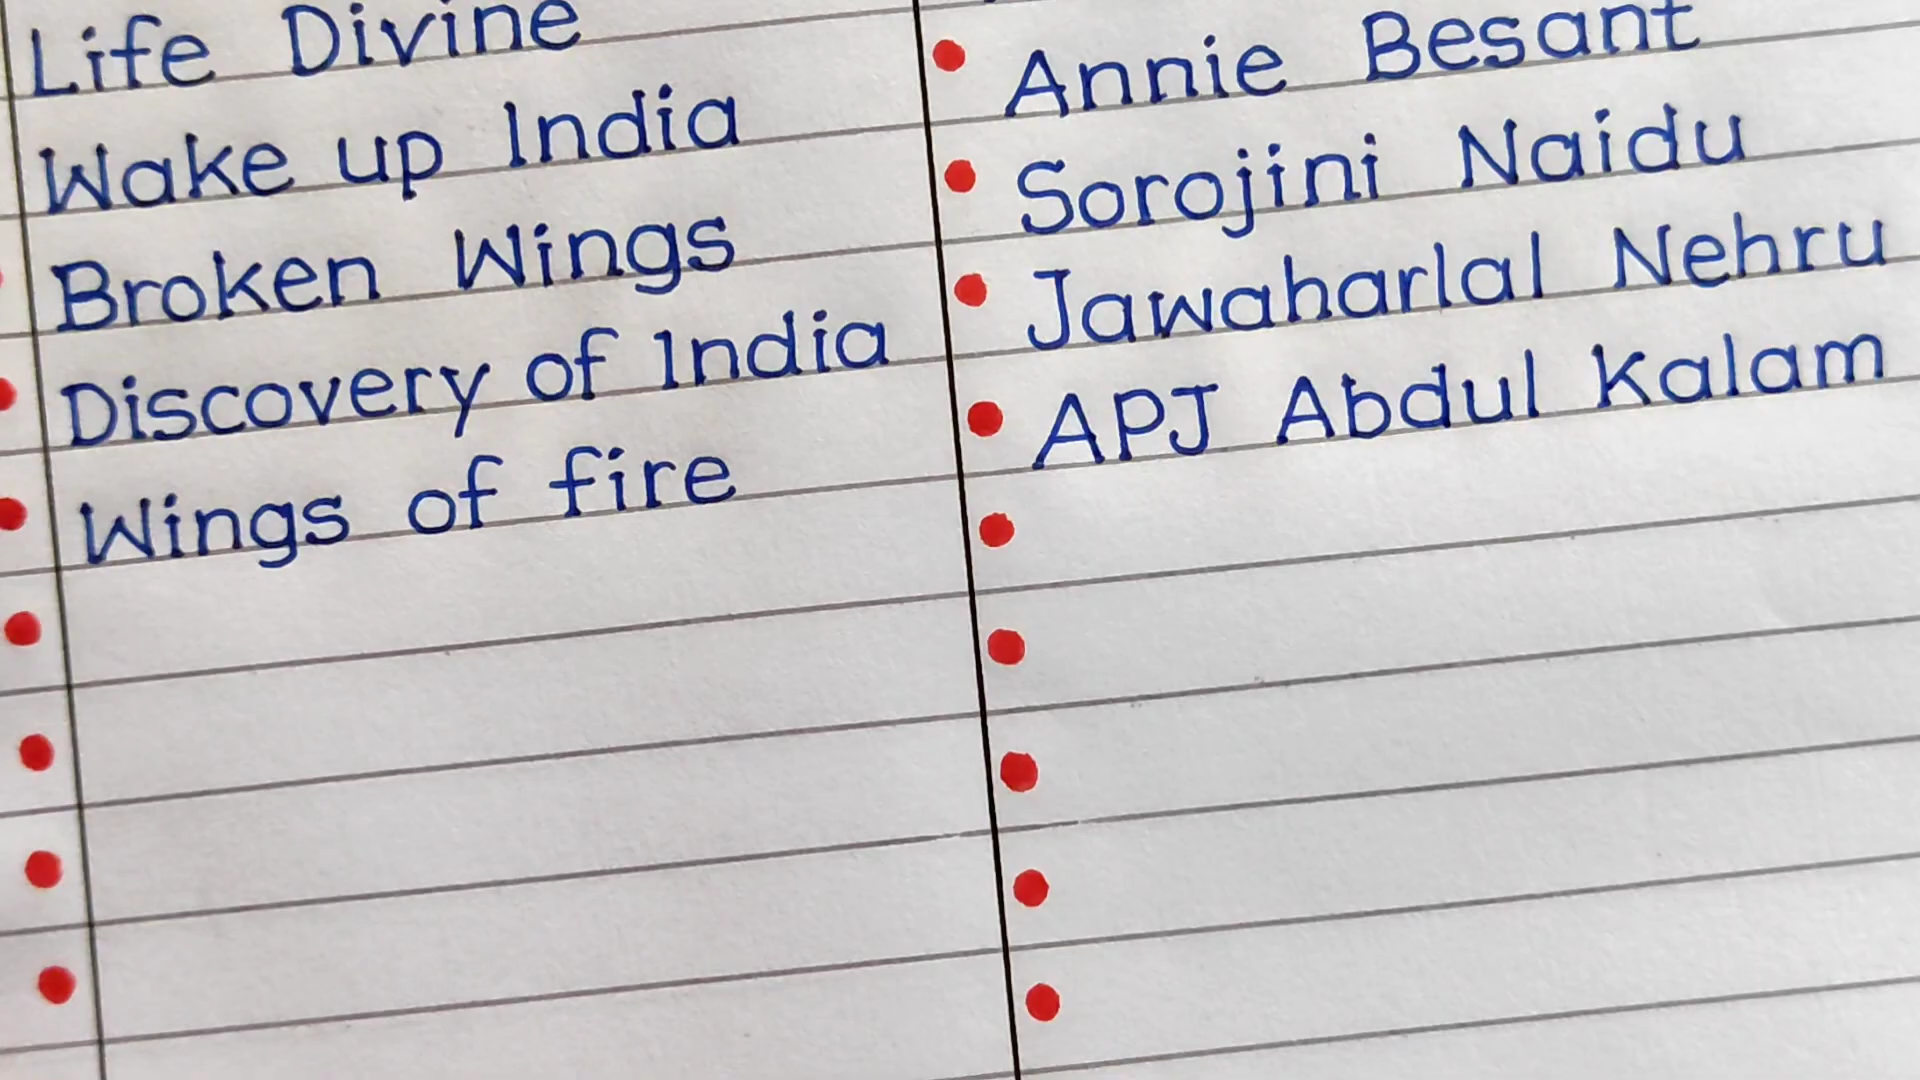 Life Divine
Wake up India Annie Besant
Broken Wings Sorojini Naidu
Discovery of India Jawaharlal Nehru
Wings of fire APJ Abdul Kalam